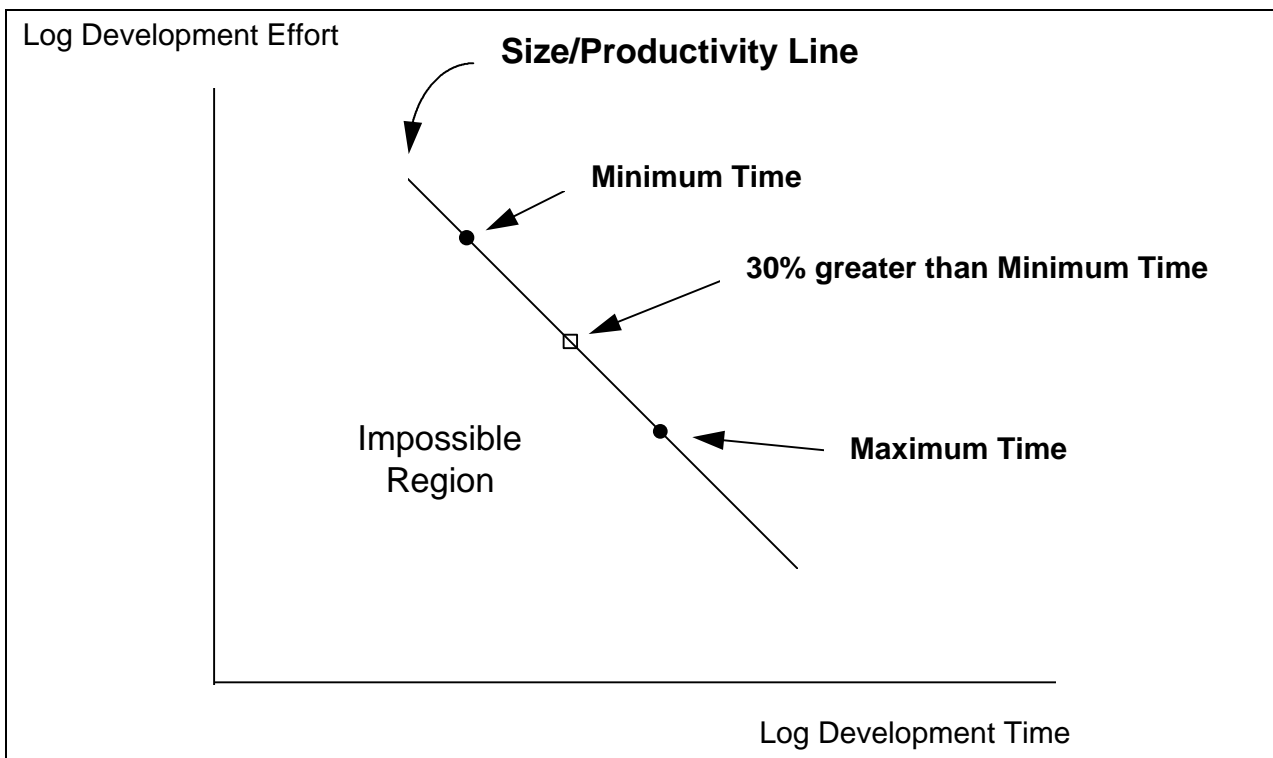 Log Development Effort
Size/Productivity Line
Minimum Time
30% greater than Minimum Time
Impossible
Region
Maximum Time
Log Development Time